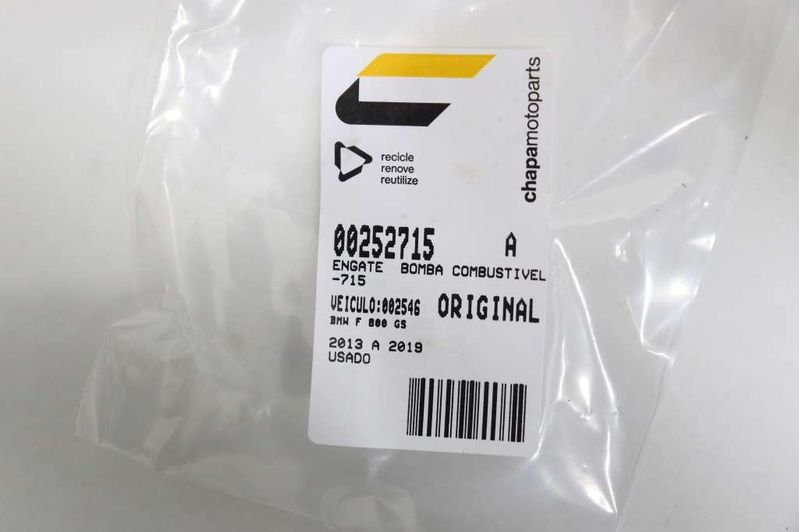 chapamotoparts
recicle
renove
reutilize
00252715 A
ENGATE BOMBA COMBUSTIVEL
-715
VEICULO:002546 ORIGINAL
BMW F 800 GS
2013 A 2019
USADO